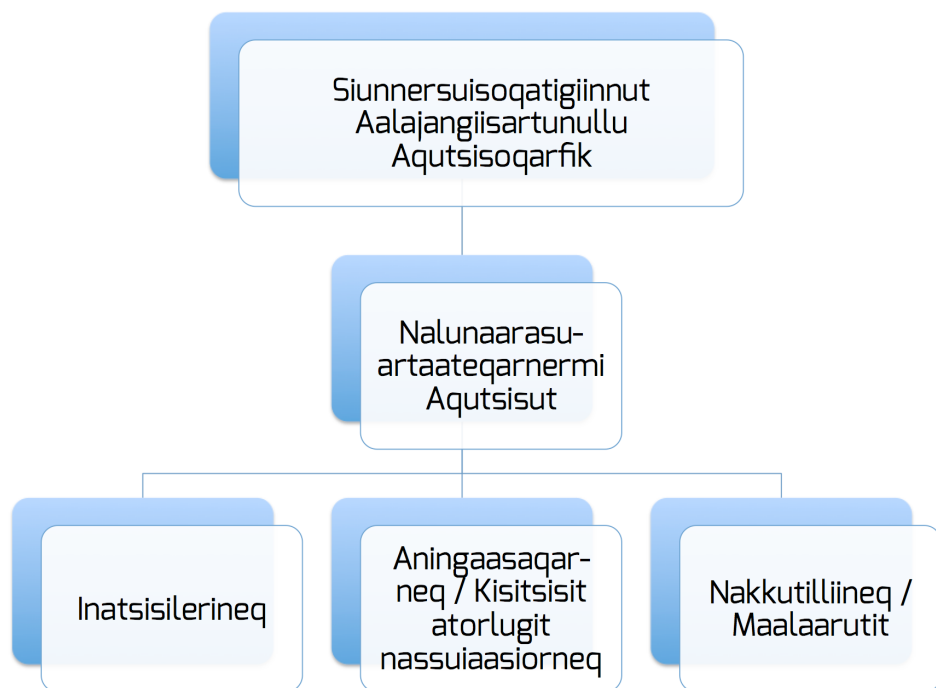 Siunnersuisoqatigiinnut
Aalajangiisartunullu
Aqutsisoqarfik
Nalunaarasu-
artaateqarnermi
Aqutsisut
Inatsisilerineq
Aningaasaqar-
neq / Kisitsisit
atorlugit
nassuiaasiorneq
Nakkutilliineq /
Maalaarutit